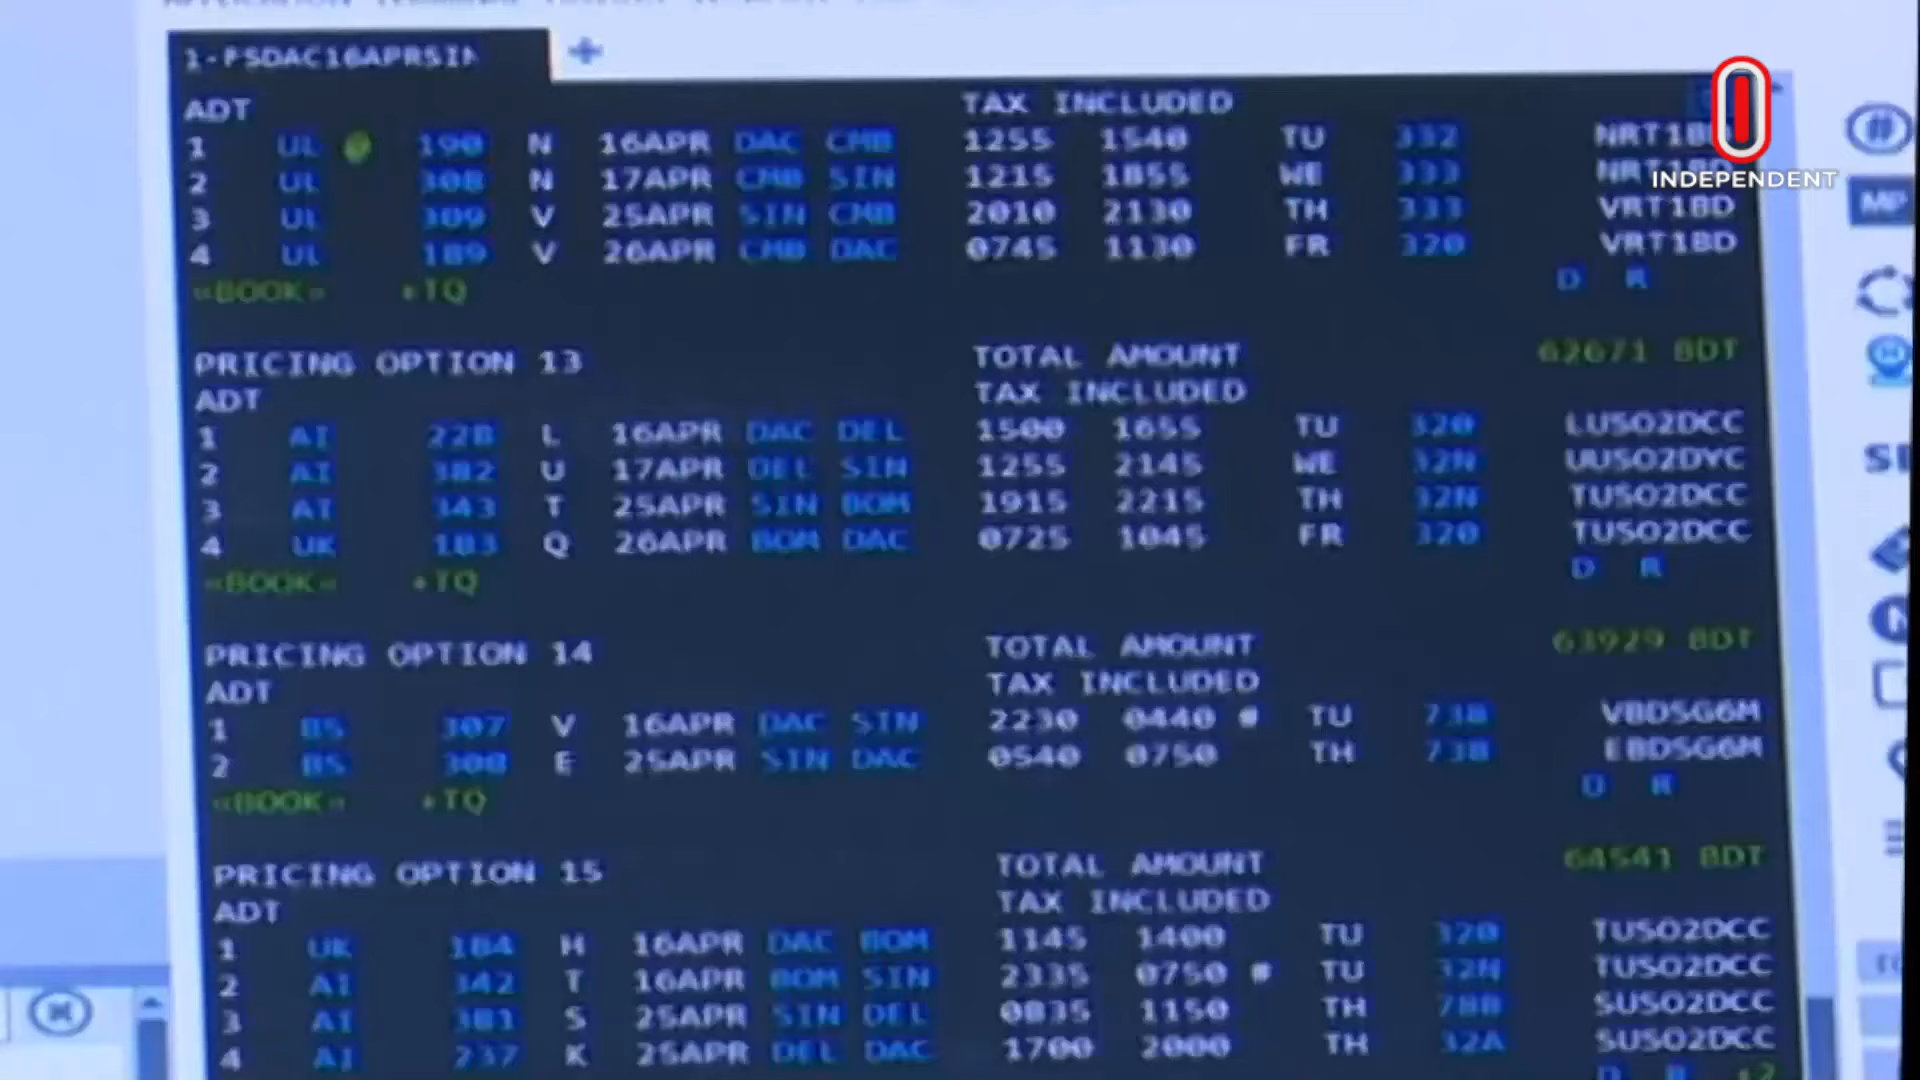 1-FSDAC16APRSIN
INDEPENDENT
ADT TAX INCLUDED
1 UL 190 N 16APR DAC CMB 1255 1540 TU 332
2 UL 308 N 17APR CMB SIN 1215 1855 WE 333
3 UL 309 V 25APR SIN CMB 2010 2130 TH 333 VRT1BD
4 UL 189 V 26APR CMB DAC 0745 1130 FR 320 VRT1BD
«BOOK» +TQ D R
PRICING OPTION 13 TOTAL AMOUNT 62671 BDT
ADT TAX INCLUDED
1 AI 228 L 16APR DAC DEL 1500 1655 TU 320 LUSO2DCC
2 AI 382 U 17APR DEL SIN 1255 2145 WE 32N UUSO2DYC
3 AI 343 T 25APR SIN BOM 1915 2215 TH 32N TUSO2DCC
4 UK 183 Q 26APR BOM DAC 0725 1045 FR 320 TUSO2DCC
«BOOK» +TQ D R
PRICING OPTION 14 TOTAL AMOUNT 63929 BDT
ADT TAX INCLUDED
1 BS 307 V 16APR DAC SIN 2230 0440 # TU 738 VBDSG6M
2 BS 308 E 25APR SIN DAC 0540 0750 TH 738 EBDSG6M
«BOOK» +TQ D R
PRICING OPTION 15 TOTAL AMOUNT 64541 BDT
ADT TAX INCLUDED
1 UK 184 H 16APR DAC BOM 1145 1400 TU 320 TUSO2DCC
2 AI 342 T 16APR BOM SIN 2335 0750 # TU 32N TUSO2DCC
3 AI 381 S 25APR SIN DEL 0835 1150 TH 788 SUSO2DCC
4 AI 237 K 25APR DEL DAC 1700 2000 TH 32A SUSO2DCC
D R +2